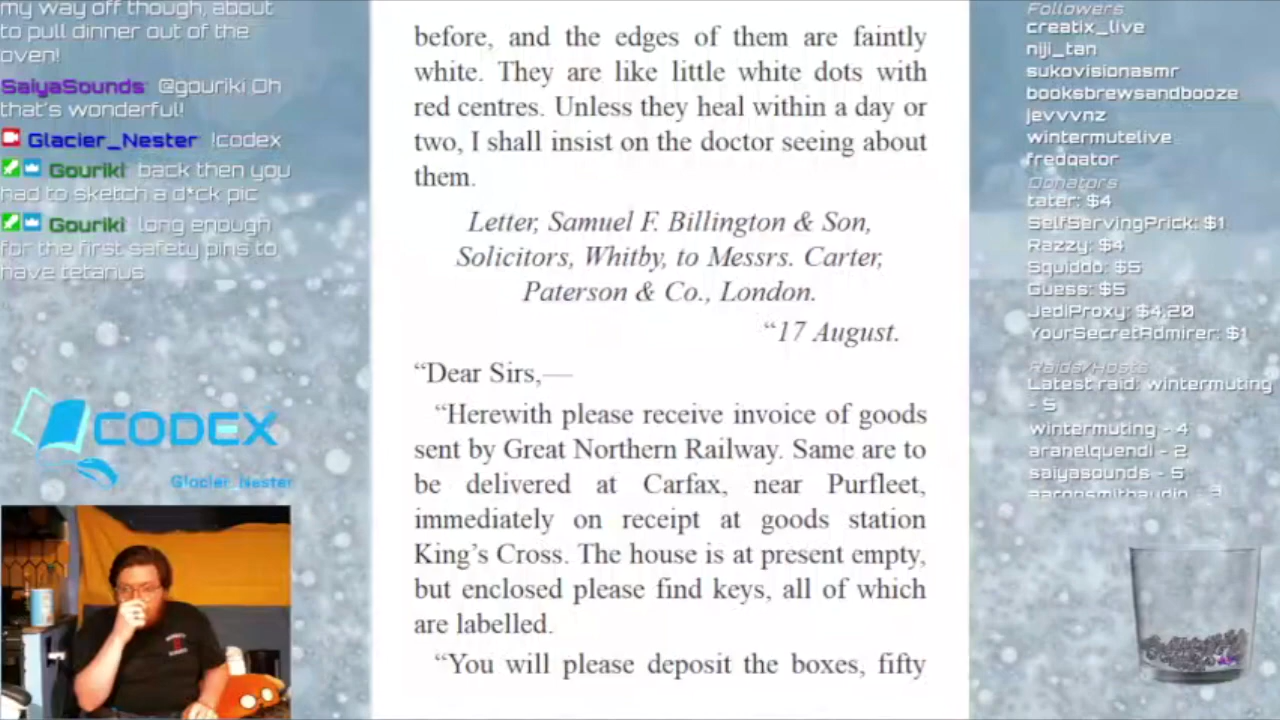 my way off though, about
to pull dinner out of the
oven!
SaiyaSounds: @gouriki Oh
that's wonderful!
Glacier_Nester: !codex
Gouriki: back then you
had to sketch a d*ck pic
Gouriki: long enough
for the first safety pins to
have tetanus
CODEX
Glacier_Nester
before, and the edges of them are faintly
white. They are like little white dots with
red centres. Unless they heal within a day or
two, I shall insist on the doctor seeing about
them.
Letter, Samuel F. Billington & Son,
Solicitors, Whitby, to Messrs. Carter,
Paterson & Co., London.
“17 August.
“Dear Sirs,—
“Herewith please receive invoice of goods
sent by Great Northern Railway. Same are to
be delivered at Carfax, near Purfleet,
immediately on receipt at goods station
King’s Cross. The house is at present empty,
but enclosed please find keys, all of which
are labelled.
“You will please deposit the boxes, fifty
Followers
creatix_live
niji_tan
sukovisionasmr
booksbrewsandbooze
jevvvnz
wintermutelive
fredgator
Donators
tater: $4
SelfServingPrick: $1
Razzy: $4
Squiddo: $5
Guess: $5
JediProxy: $4.20
YourSecretAdmirer: $1
Raids/Hosts
Latest raid: wintermuting
- 5
wintermuting - 4
aranelquendi - 2
saiyasounds - 5